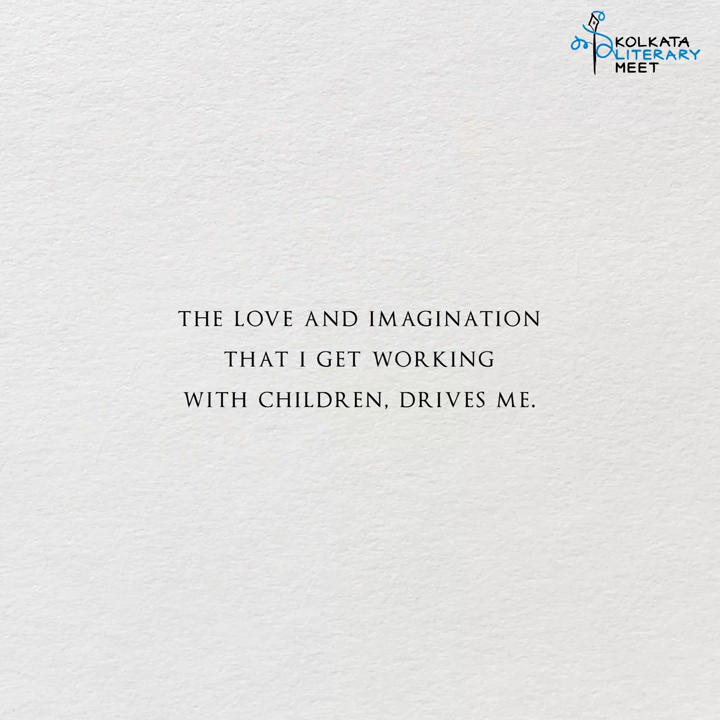 KOLKATA
LITERARY
MEET
THE LOVE AND IMAGINATION
THAT I GET WORKING
WITH CHILDREN, DRIVES ME.